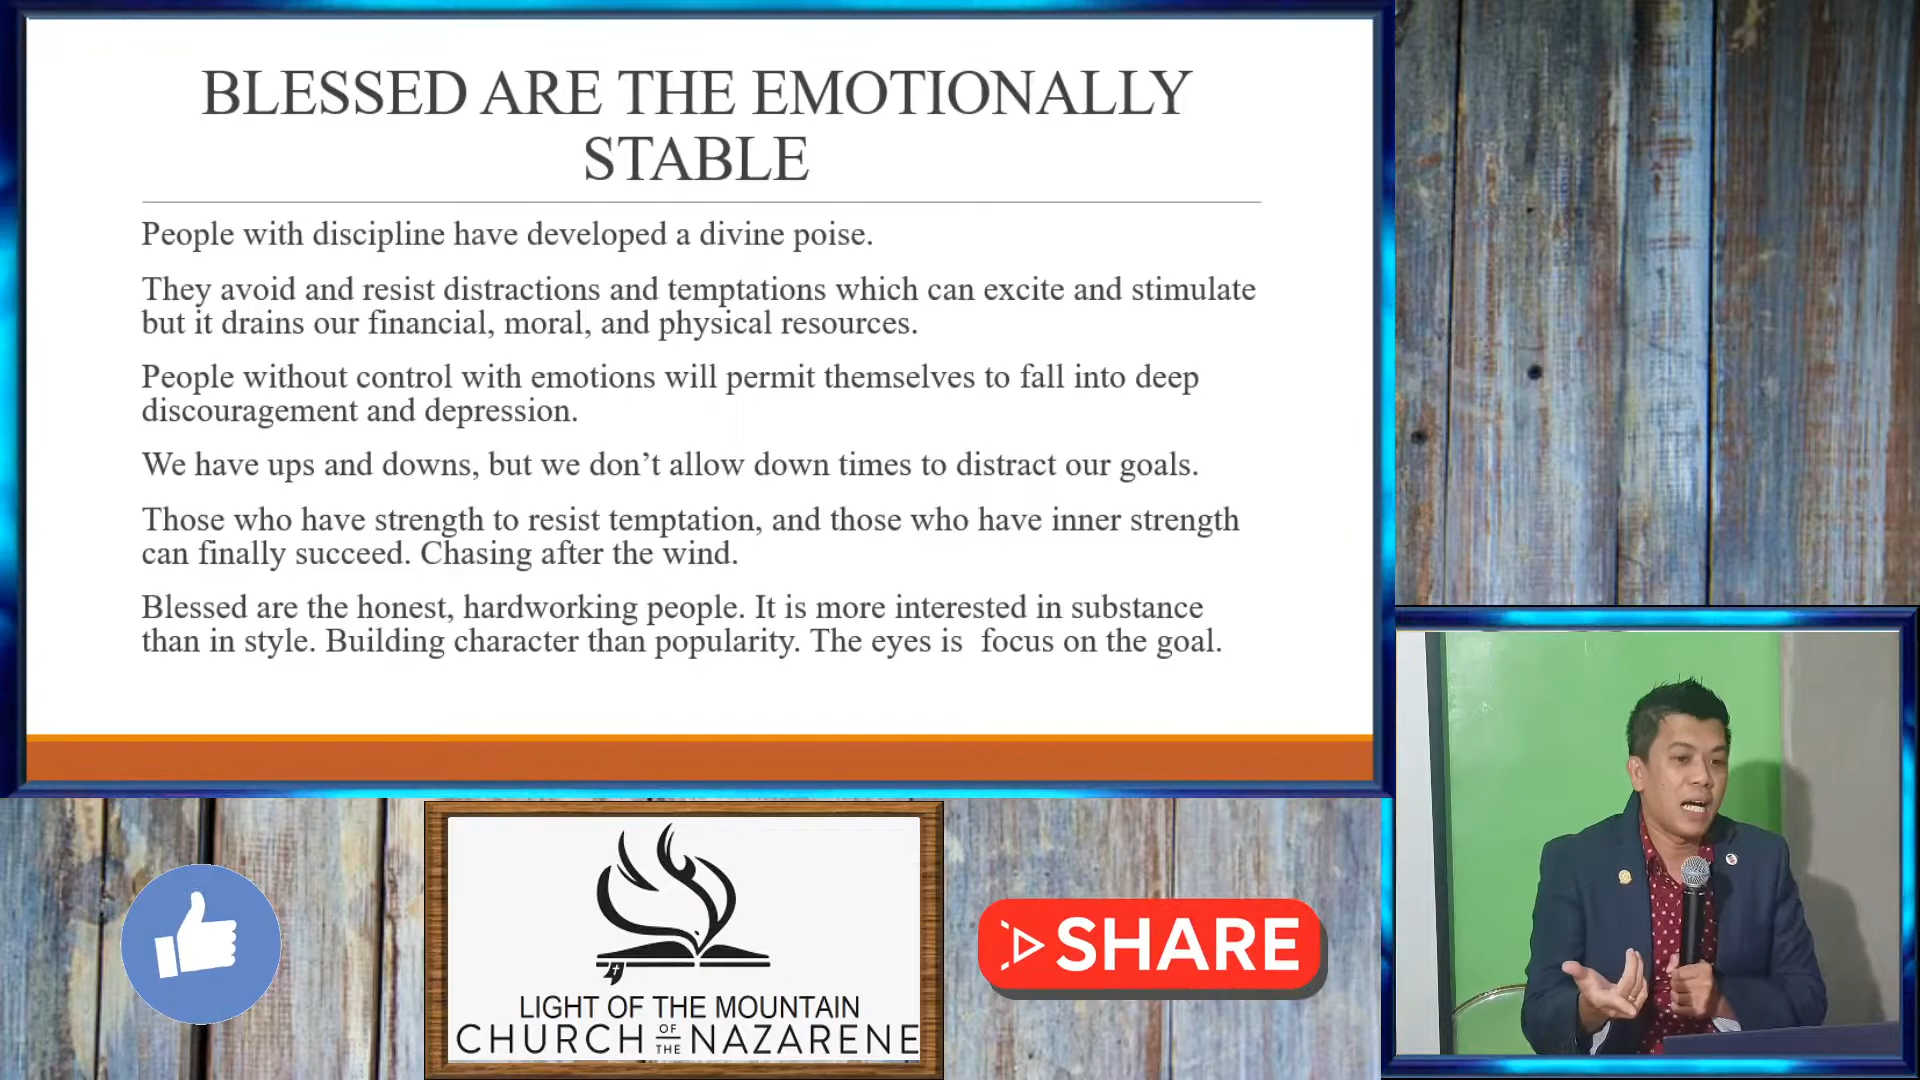 BLESSED ARE THE EMOTIONALLY
STABLE
People with discipline have developed a divine poise.
They avoid and resist distractions and temptations which can excite and stimulate
but it drains our financial, moral, and physical resources.
People without control with emotions will permit themselves to fall into deep
discouragement and depression.
We have ups and downs, but we don’t allow down times to distract our goals.
Those who have strength to resist temptation, and those who have inner strength
can finally succeed. Chasing after the wind.
Blessed are the honest, hardworking people. It is more interested in substance
than in style. Building character than popularity. The eyes is  focus on the goal.
LIGHT OF THE MOUNTAIN
CHURCH OF THE NAZARENE
SHARE